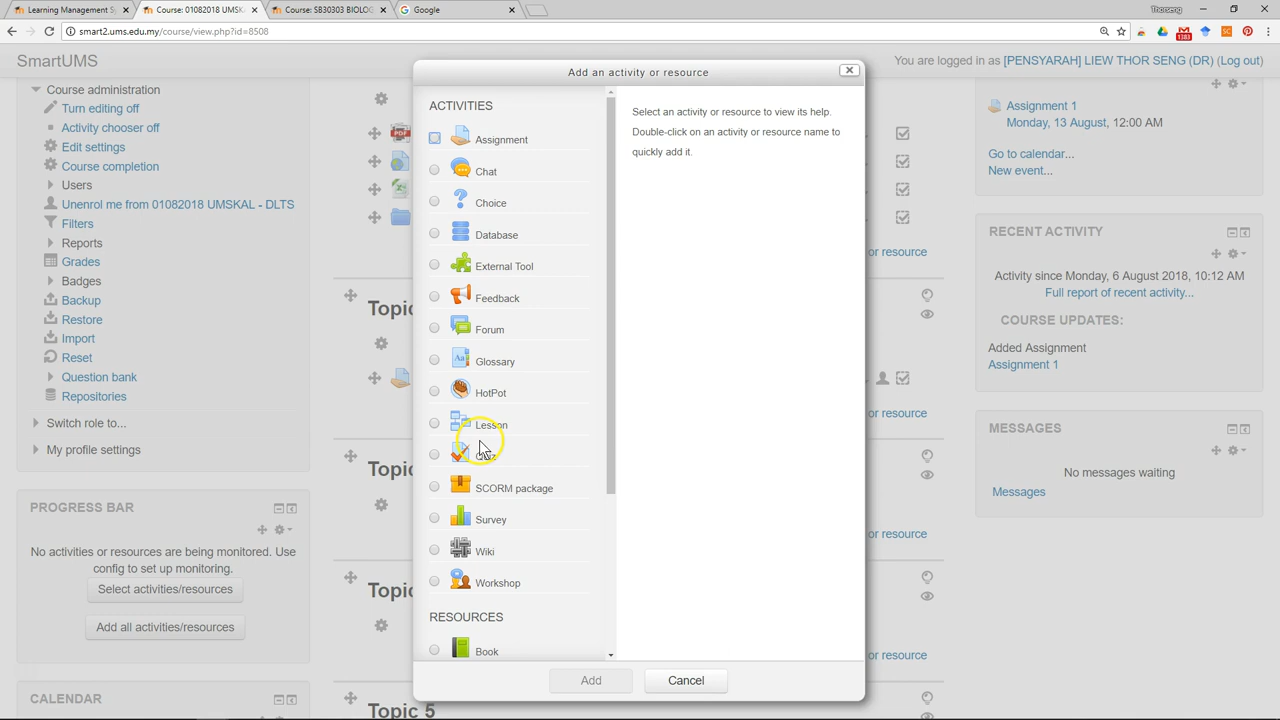 Learning Management S
Course: 01082018 UMSKA
Course: SB30303 BIOLOG
Google
Thorseng
smart2.ums.edu.my/course/view.php?id=8508
1383
SmartUMS
You are logged in as [PENSYARAH] LIEW THOR SENG (DR) (Log out)
Course administration
Turn editing off
Activity chooser off
Edit settings
Course completion
Users
Unenrol me from 01082018 UMSKAL - DLTS
Filters
Reports
Grades
Badges
Backup
Restore
Import
Reset
Question bank
Repositories
Switch role to...
My profile settings
PROGRESS BAR
No activities or resources are being monitored. Use
config to set up monitoring.
Select activities/resources
Add all activities/resources
CALENDAR
PDF
or resource
Topic
or resource
Topic
or resource
Topic
or resource
Topic 5
Add an activity or resource
ACTIVITIES
Assignment
Chat
Choice
Database
External Tool
Feedback
Forum
Glossary
HotPot
Lesson
SCORM package
Survey
Wiki
Workshop
RESOURCES
Book
Select an activity or resource to view its help.
Double-click on an activity or resource name to
quickly add it.
Add
Cancel
Assignment 1
Monday, 13 August, 12:00 AM
Go to calendar...
New event...
RECENT ACTIVITY
Activity since Monday, 6 August 2018, 10:12 AM
Full report of recent activity...
COURSE UPDATES:
Added Assignment
Assignment 1
MESSAGES
No messages waiting
Messages